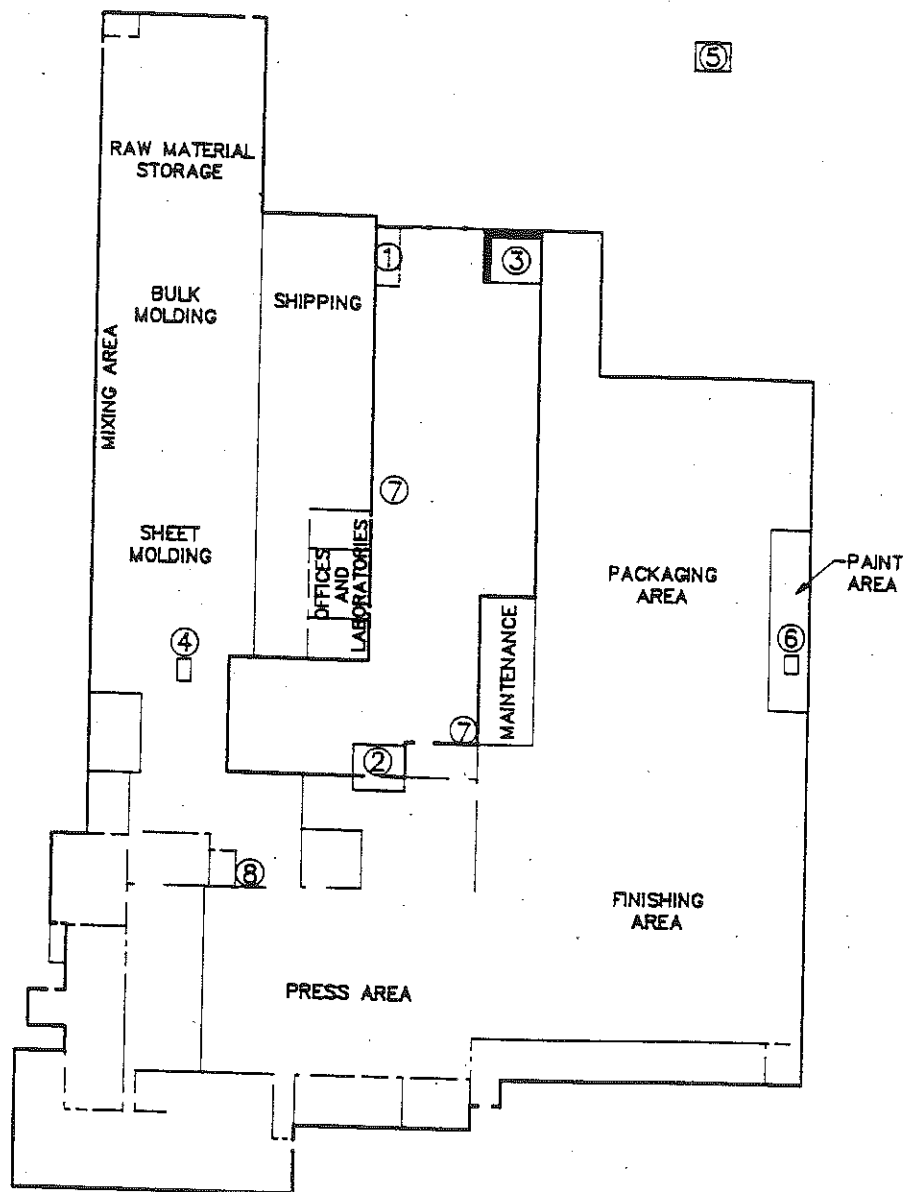 ⑤
RAW MATERIAL
STORAGE
①
③
BULK
MOLDING
SHIPPING
MIXING AREA
⑦
SHEET
MOLDING
OFFICES
AND
LABORATORIES
PACKAGING
AREA
PAINT
AREA
④
⑥
MAINTENANCE
⑦
②
⑧
FINISHING
AREA
PRESS AREA